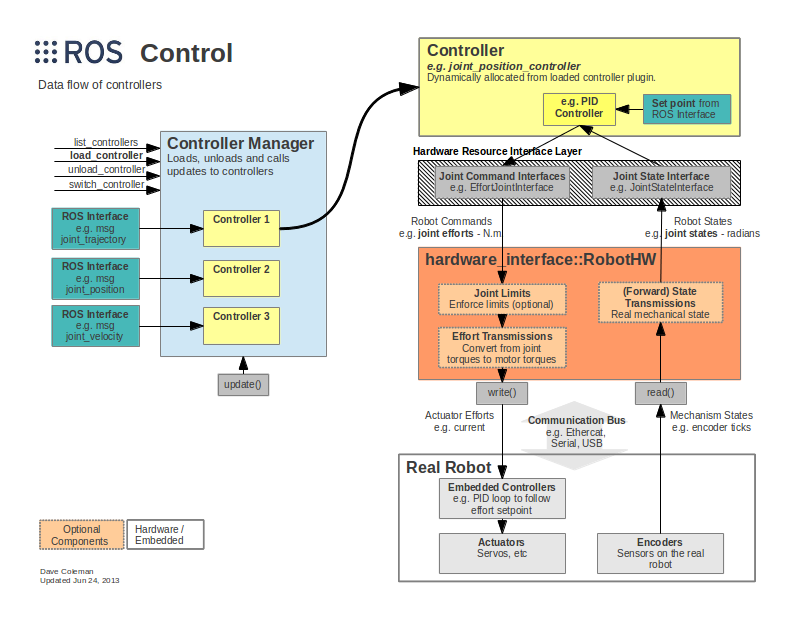 ROS Control
Data flow of controllers
list_controllers
load_controller
unload_controller
switch_controller
Controller Manager
Loads, unloads and calls
updates to controllers
ROS Interface
e.g. msg
joint_trajectory
Controller 1
ROS Interface
e.g. msg
joint_position
Controller 2
ROS Interface
e.g. msg
joint_velocity
Controller 3
update()
Controller
e.g. joint_position_controller
Dynamically allocated from loaded controller plugin.
e.g. PID
Controller
Set point from
ROS Interface
Hardware Resource Interface Layer
Joint Command Interfaces
e.g. EffortJointInterface
Joint State Interface
e.g. JointStateInterface
Robot Commands
e.g. joint efforts - N.m
Robot States
e.g. joint states - radians
hardware_interface::RobotHW
Joint Limits
Enforce limits (optional)
(Forward) State
Transmissions
Real mechanical state
Effort Transmissions
Convert from joint
torques to motor torques
write()
read()
Actuator Efforts
e.g. current
Communication Bus
e.g. Ethercat,
Serial, USB
Mechanism States
e.g. encoder ticks
Real Robot
Embedded Controllers
e.g. PID loop to follow
effort setpoint
Actuators
Servos, etc
Encoders
Sensors on the real
robot
Optional
Components
Hardware /
Embedded
Dave Coleman
Updated Jun 24, 2013